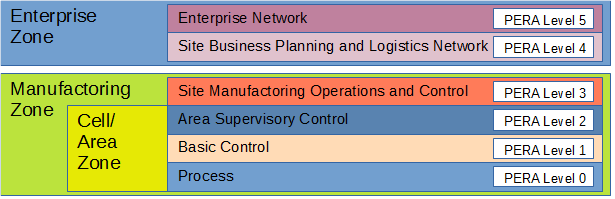 Enterprise Zone
Enterprise Network PERA Level 5
Site Business Planning and Logistics Network PERA Level 4
Manufactoring Zone
Site Manufactoring Operations and Control PERA Level 3
Cell/
Area
Zone
Area Supervisory Control PERA Level 2
Basic Control PERA Level 1
Process PERA Level 0